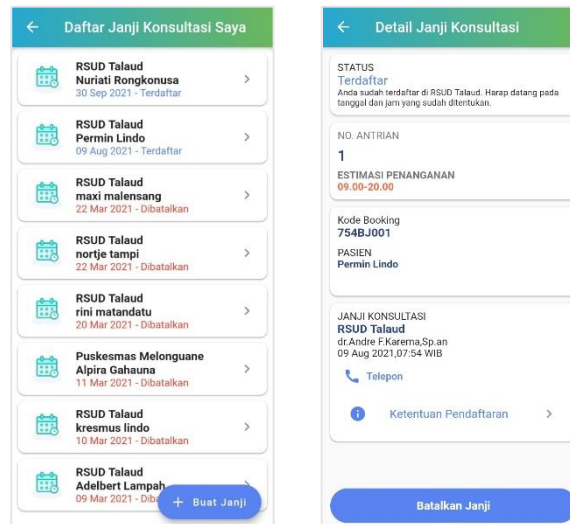 Daftar Janji Konsultasi Saya
RSUD Talaud
Nuriati Rongkonusa
30 Sep 2021 - Terdaftar
RSUD Talaud
Permin Lindo
09 Aug 2021 - Terdaftar
RSUD Talaud
maxi malensang
22 Mar 2021 - Dibatalkan
RSUD Talaud
nortje tampi
22 Mar 2021 - Dibatalkan
RSUD Talaud
rini matandatu
20 Mar 2021 - Dibatalkan
Puskesmas Melonguane
Alpira Gahauna
11 Mar 2021 - Dibatalkan
RSUD Talaud
kresmus lindo
10 Mar 2021 - Dibatalkan
RSUD Talaud
Adelbert Lampah
09 Mar 2021 - Diba
+ Buat Janji
Detail Janji Konsultasi
STATUS
Terdaftar
Anda sudah terdaftar di RSUD Talaud. Harap datang pada
tanggal dan jam yang sudah ditentukan.
NO. ANTRIAN
1
ESTIMASI PENANGANAN
09.00-20.00
Kode Booking
754BJ001
PASIEN
Permin Lindo
JANJI KONSULTASI
RSUD Talaud
dr.Andre F.Karema,Sp.an
09 Aug 2021,07:54 WIB
Telepon
Ketentuan Pendaftaran
Batalkan Janji